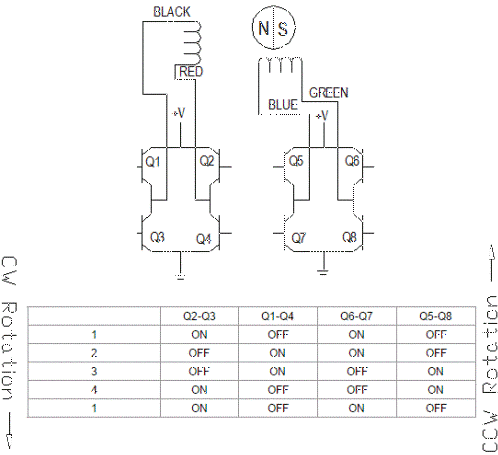 BLACK
N S
RED
GREEN
BLUE
+V
+V
Q1 Q2
Q5 Q6
Q3 Q4
Q7 Q8
CW Rotation
CCW Rotation
Q2-Q3 Q1-Q4 Q6-Q7 Q5-Q8
1 ON OFF ON OFF
2 OFF ON ON OFF
3 OFF ON OFF ON
4 ON OFF OFF ON
1 ON OFF ON OFF